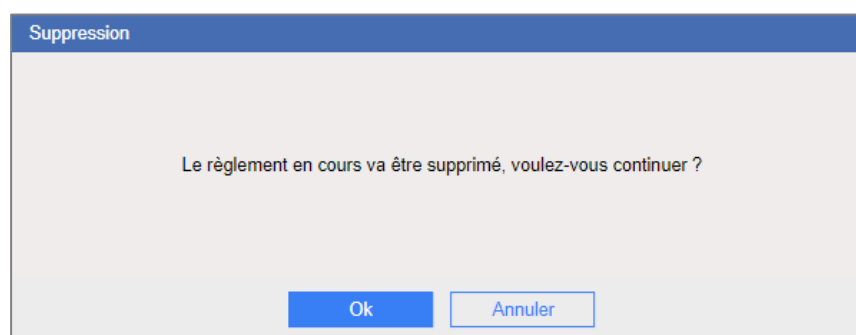 Suppression
Le règlement en cours va être supprimé, voulez-vous continuer ?
Ok
Annuler